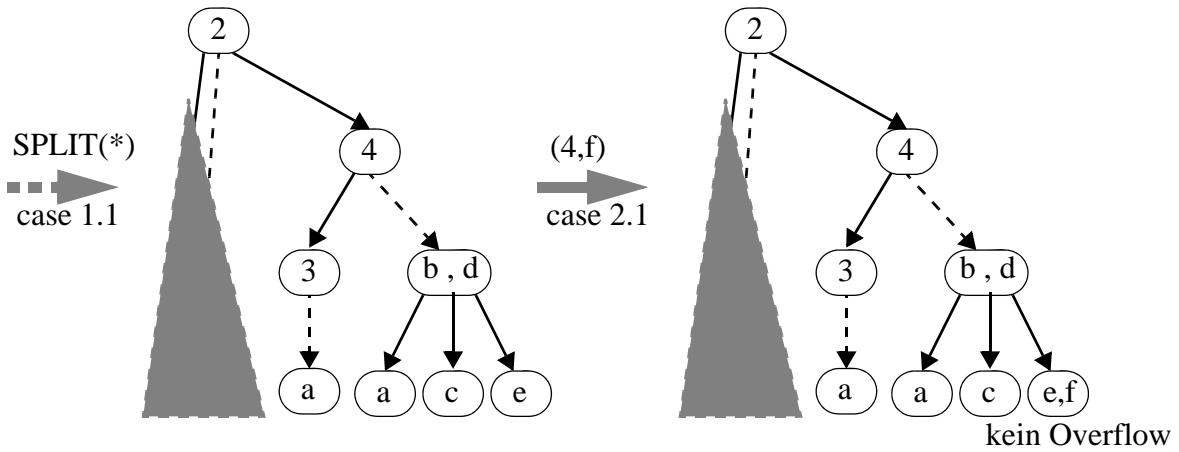 2
2
SPLIT(*)
4
(4,f)
4
case 1.1
case 2.1
3
b , d
3
b , d
a
a
c
e
a
a
c
e,f
kein Overflow